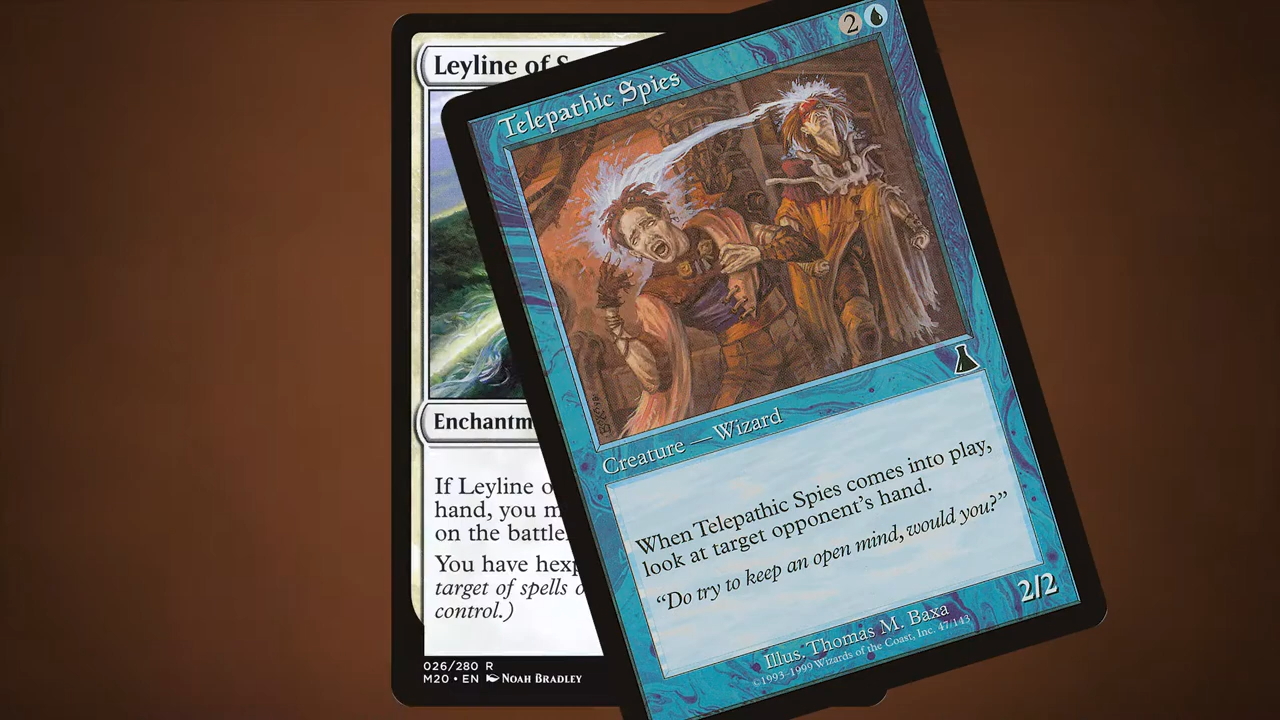 Leyline of
Enchantm
If Leyline o
hand, you m
on the battle
You have hexp
target of spells o
control.)
026/280 R
M20 • EN NOAH BRADLEY
2
Telepathic Spies
Creature — Wizard
When Telepathic Spies comes into play,
look at target opponent's hand.
“Do try to keep an open mind, would you?”
2/2
Illus. Thomas M. Baxa
©1993–1999 Wizards of the Coast, Inc. 47/143